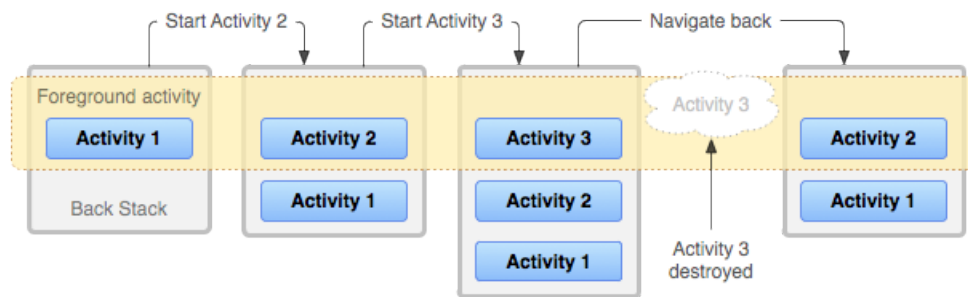 Start Activity 2
Start Activity 3
Navigate back
Foreground activity
Activity 3
Activity 1
Activity 2
Activity 3
Activity 2
Back Stack
Activity 1
Activity 2
Activity 1
Activity 1
Activity 3
destroyed